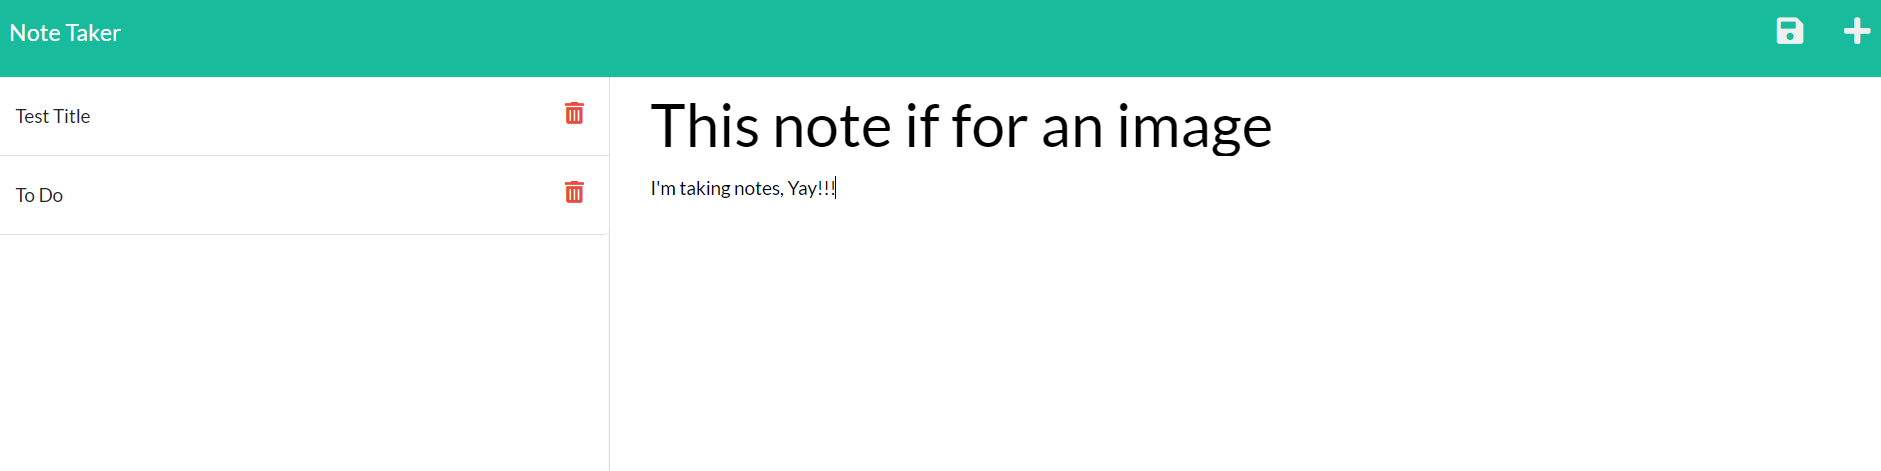 Note Taker
Test Title
To Do
This note if for an image
I'm taking notes, Yay!!!